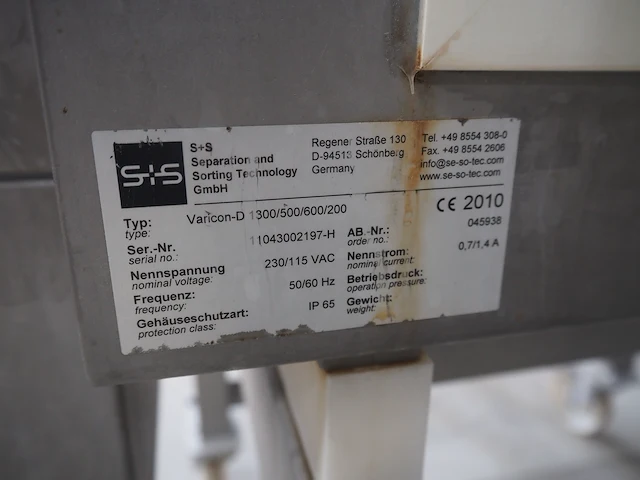 S+S
S+S
Separation and
Sorting Technology
GmbH
Regener Straße 130
D-94513 Schönberg
Germany
Tel. +49 8554 308-0
Fax. +49 8554 2606
info@se-so-tec.com
www.se-so-tec.com
Typ: Varicon-D 1300/500/600/200 CE 2010
type:
Ser.-Nr. 11043002197-H AB.-Nr.: 045938
serial no.: order no.:
Nennspannung 230/115 VAC Nennstrom: 0,7/1,4 A
nominal voltage: nominal current:
Frequenz: 50/60 Hz Betriebsdruck:
frequency: operation pressure:
Gehäuseschutzart: IP 65 Gewicht:
protection class: weight: